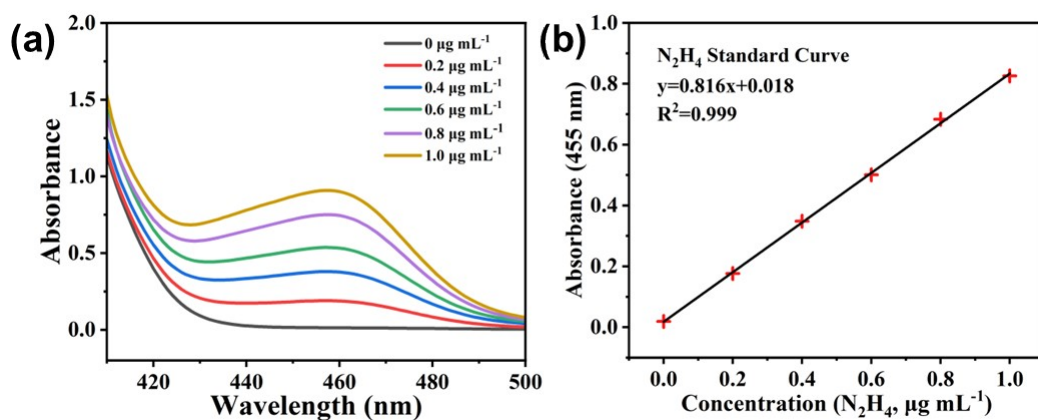 (a)
2.0
1.5
1.0
0.5
0.0
Absorbance
0 μg mL⁻¹
0.2 μg mL⁻¹
0.4 μg mL⁻¹
0.6 μg mL⁻¹
0.8 μg mL⁻¹
1.0 μg mL⁻¹
420 440 460 480 500
Wavelength (nm)
(b)
N₂H₄ Standard Curve
y=0.816x+0.018
R²=0.999
0.8
0.6
0.4
0.2
0.0
Absorbance (455 nm)
0.0 0.2 0.4 0.6 0.8 1.0
Concentration (N₂H₄, μg mL⁻¹)